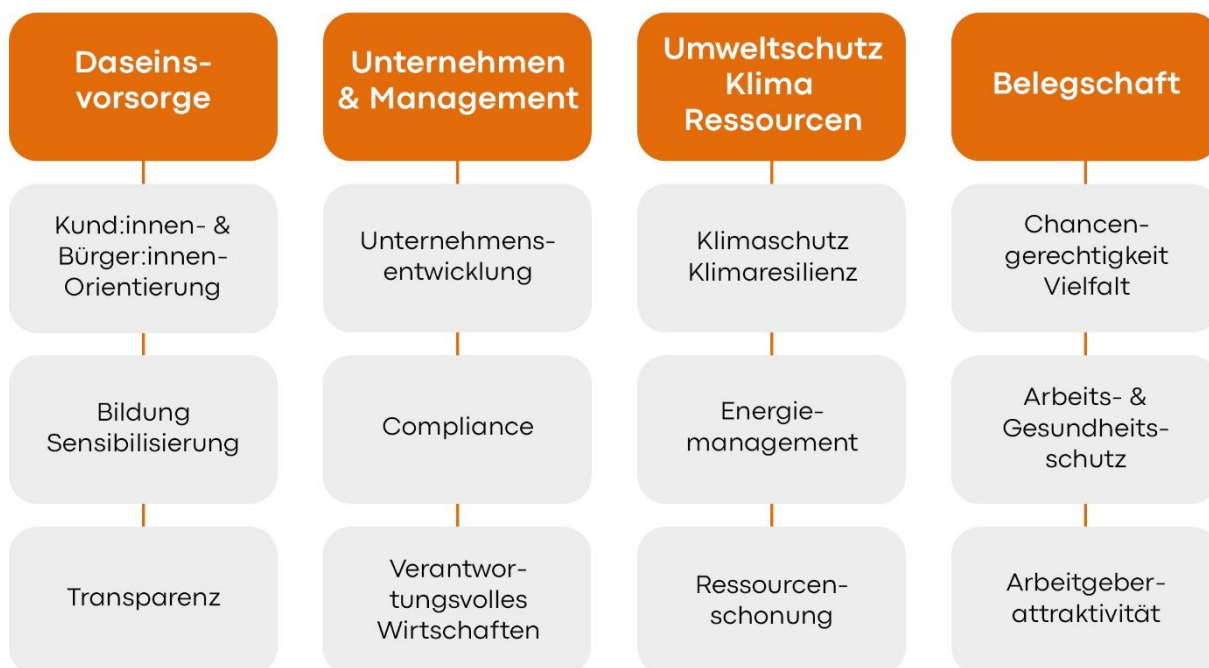 Daseins-
vorsorge
Unternehmen
& Management
Umweltschutz
Klima
Ressourcen
Belegschaft
Kund:innen- &
Bürger:innen-
Orientierung
Unternehmens-
entwicklung
Klimaschutz
Klimaresilienz
Chancen-
gerechtigkeit
Vielfalt
Bildung
Sensibilisierung
Compliance
Energie-
management
Arbeits- &
Gesundheits-
schutz
Transparenz
Verantwor-
tungsvolles
Wirtschaften
Ressourcen-
schonung
Arbeitgeber-
attraktivität